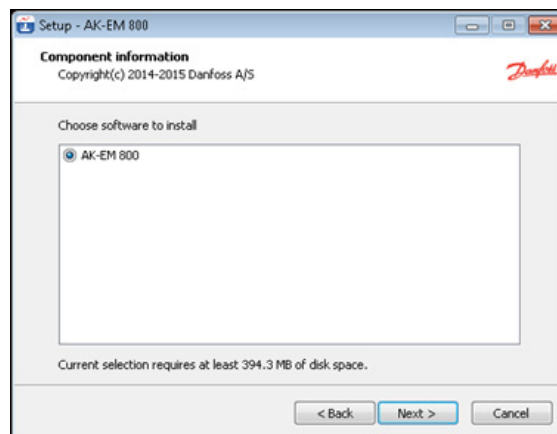 Setup - AK-EM 800
Component information
Copyright(c) 2014-2015 Danfoss A/S
Danfoss
Choose software to install
AK-EM 800
Current selection requires at least 394.3 MB of disk space.
< Back
Next >
Cancel